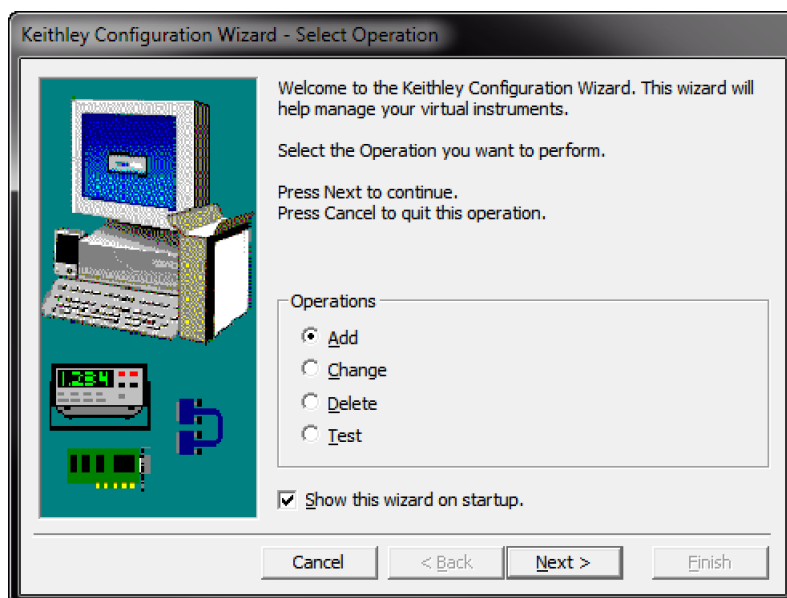 Keithley Configuration Wizard - Select Operation
Welcome to the Keithley Configuration Wizard. This wizard will
help manage your virtual instruments.
Select the Operation you want to perform.
Press Next to continue.
Press Cancel to quit this operation.
Operations
Add
Change
Delete
Test
1.234
Show this wizard on startup.
Cancel
< Back
Next >
Finish